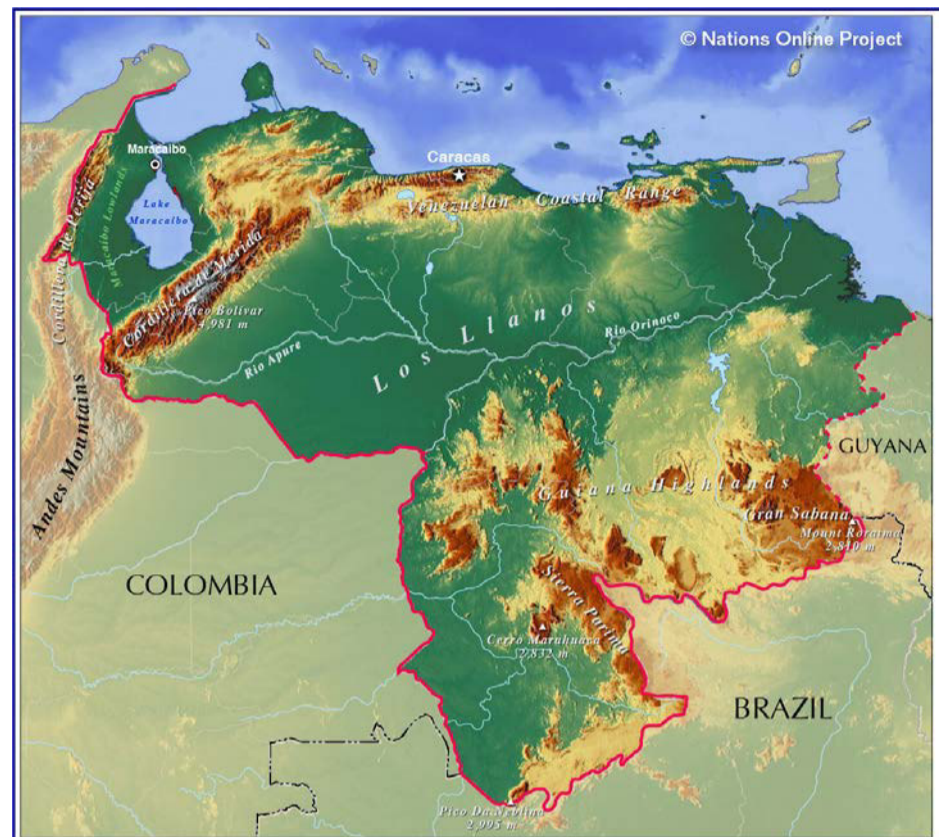 © Nations Online Project
Maracaibo
Caracas
Lake
Maracaibo
Maracaibo Lowlands
Cordillera de Perijá
Venezuelan Coastal Range
Cordillera de Mérida
Pico Bolívar
4,981 m
Los Llanos
Rio Orinoco
Rio Apure
Andes Mountains
GUYANA
Guiana Highlands
Gran Sabana
Mount Roraima
2,810 m
COLOMBIA
Sierra Parima
Cerro Marahuaca
2,832 m
BRAZIL
Pico Da Neblina
2,995 m